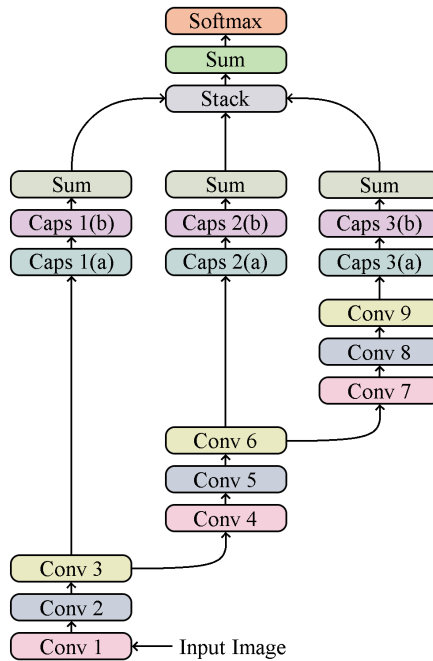 Softmax
Sum
Stack
Sum Sum Sum
Caps 1(b) Caps 2(b) Caps 3(b)
Caps 1(a) Caps 2(a) Caps 3(a)
Conv 9
Conv 8
Conv 7
Conv 6
Conv 5
Conv 4
Conv 3
Conv 2
Conv 1 Input Image